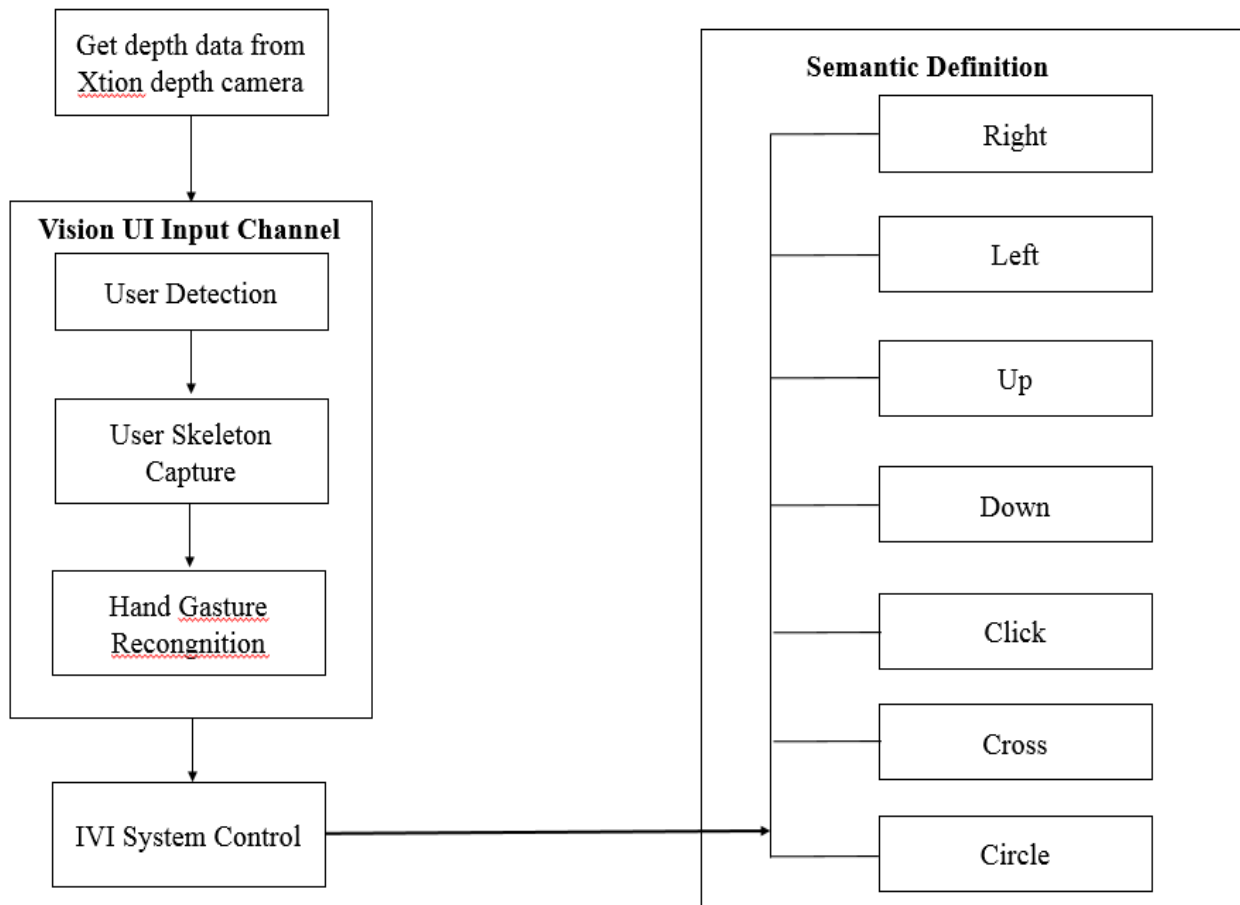 Get depth data from
Xtion depth camera
Vision UI Input Channel
User Detection
User Skeleton
Capture
Hand Gasture
Recongnition
IVI System Control
Semantic Definition
Right
Left
Up
Down
Click
Cross
Circle